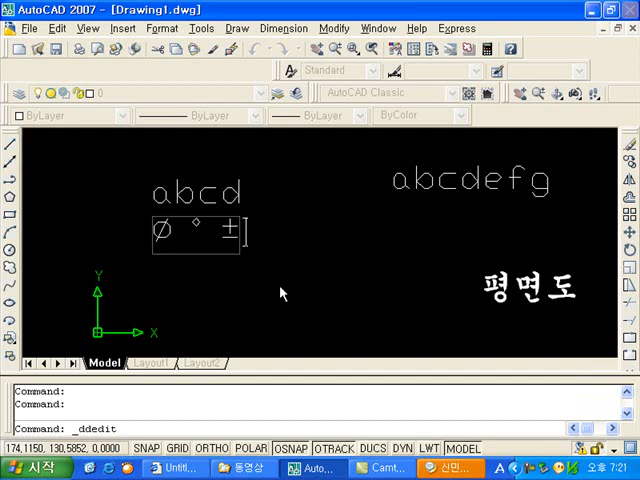 AutoCAD 2007 - [Drawing1.dwg]
File Edit View Insert Format Tools Draw Dimension Modify Window Help Express
Standard
0 AutoCAD Classic
ByLayer ByLayer ByLayer ByColor
abcd
abcdefg
Ø ° ±
평면도
Y
X
Model Layout1 Layout2
Command:
Command:
Command: _ddedit
174,1150, 130,5852, 0,0000 SNAP GRID ORTHO POLAR OSNAP OTRACK DUCS DYN LWT MODEL
시작 Untitl... 동영상 Auto... Camt... 신민... A 오후 7:21